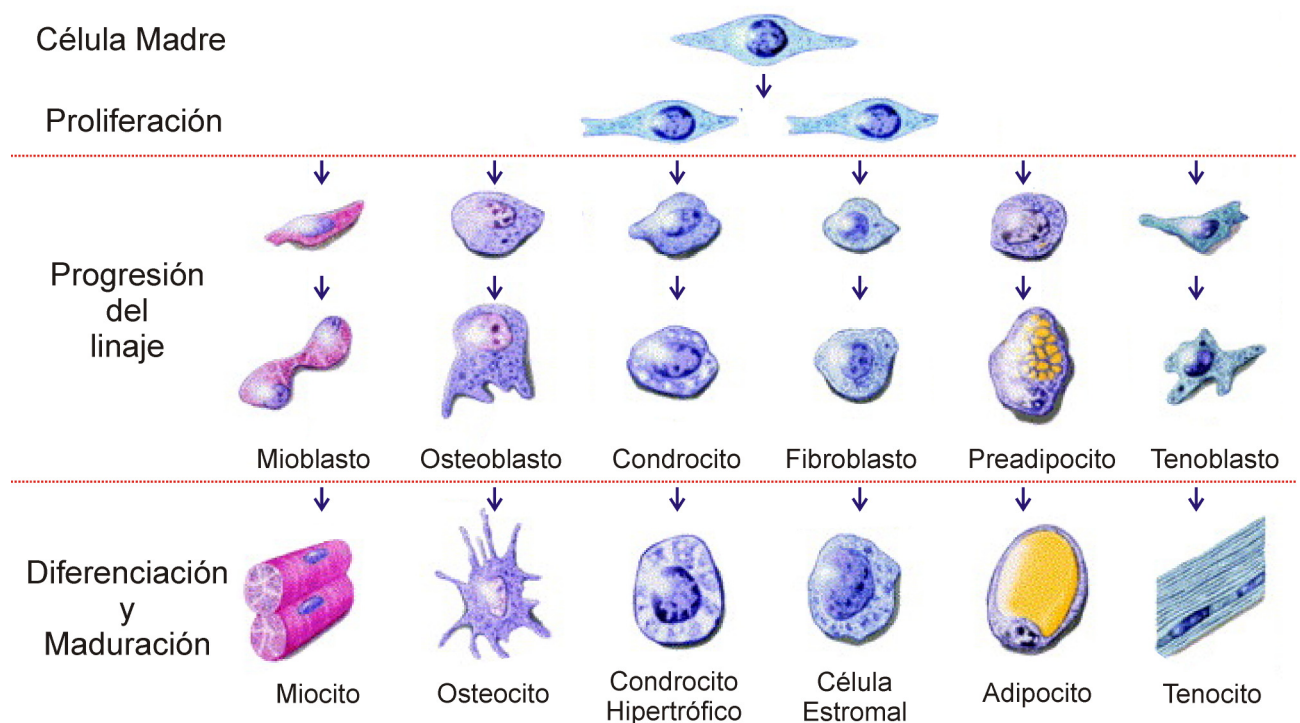 Célula Madre
Proliferación
Progresión
del
linaje
Mioblasto
Osteoblasto
Condrocito
Fibroblasto
Preadipocito
Tenoblasto
Diferenciación
y
Maduración
Miocito
Osteocito
Condrocito
Hipertrófico
Célula
Estromal
Adipocito
Tenocito